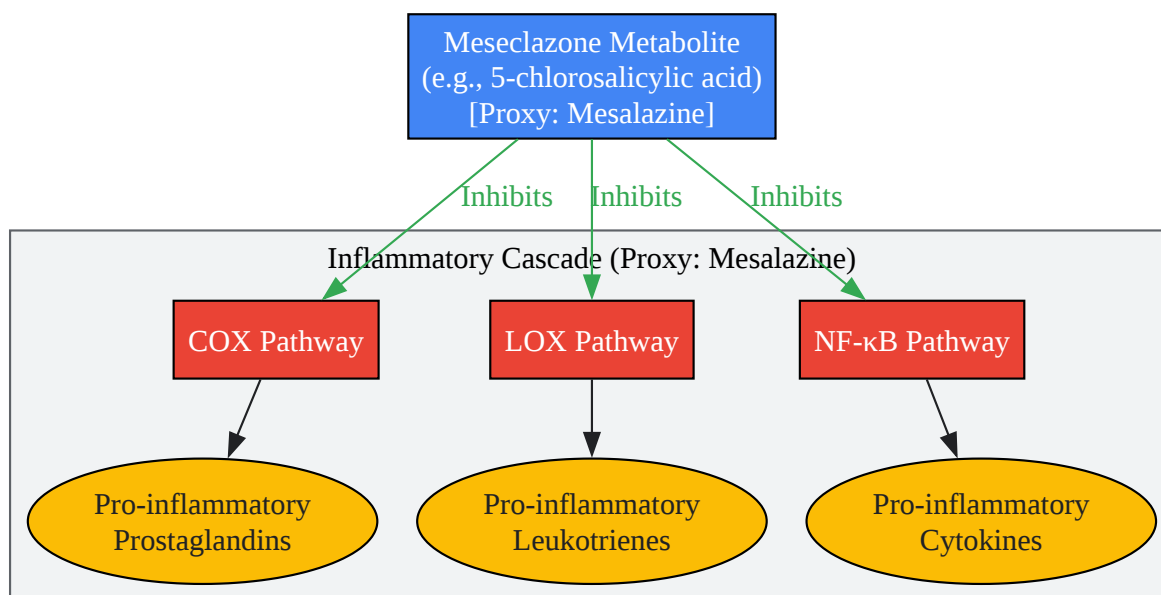 Meseclazone Metabolite
(e.g., 5-chlorosalicylic acid)
[Proxy: Mesalazine]
Inhibits
Inhibits
Inhibits
Inflammatory Cascade (Proxy: Mesalazine)
COX Pathway
LOX Pathway
NF-κB Pathway
Pro-inflammatory
Prostaglandins
Pro-inflammatory
Leukotrienes
Pro-inflammatory
Cytokines